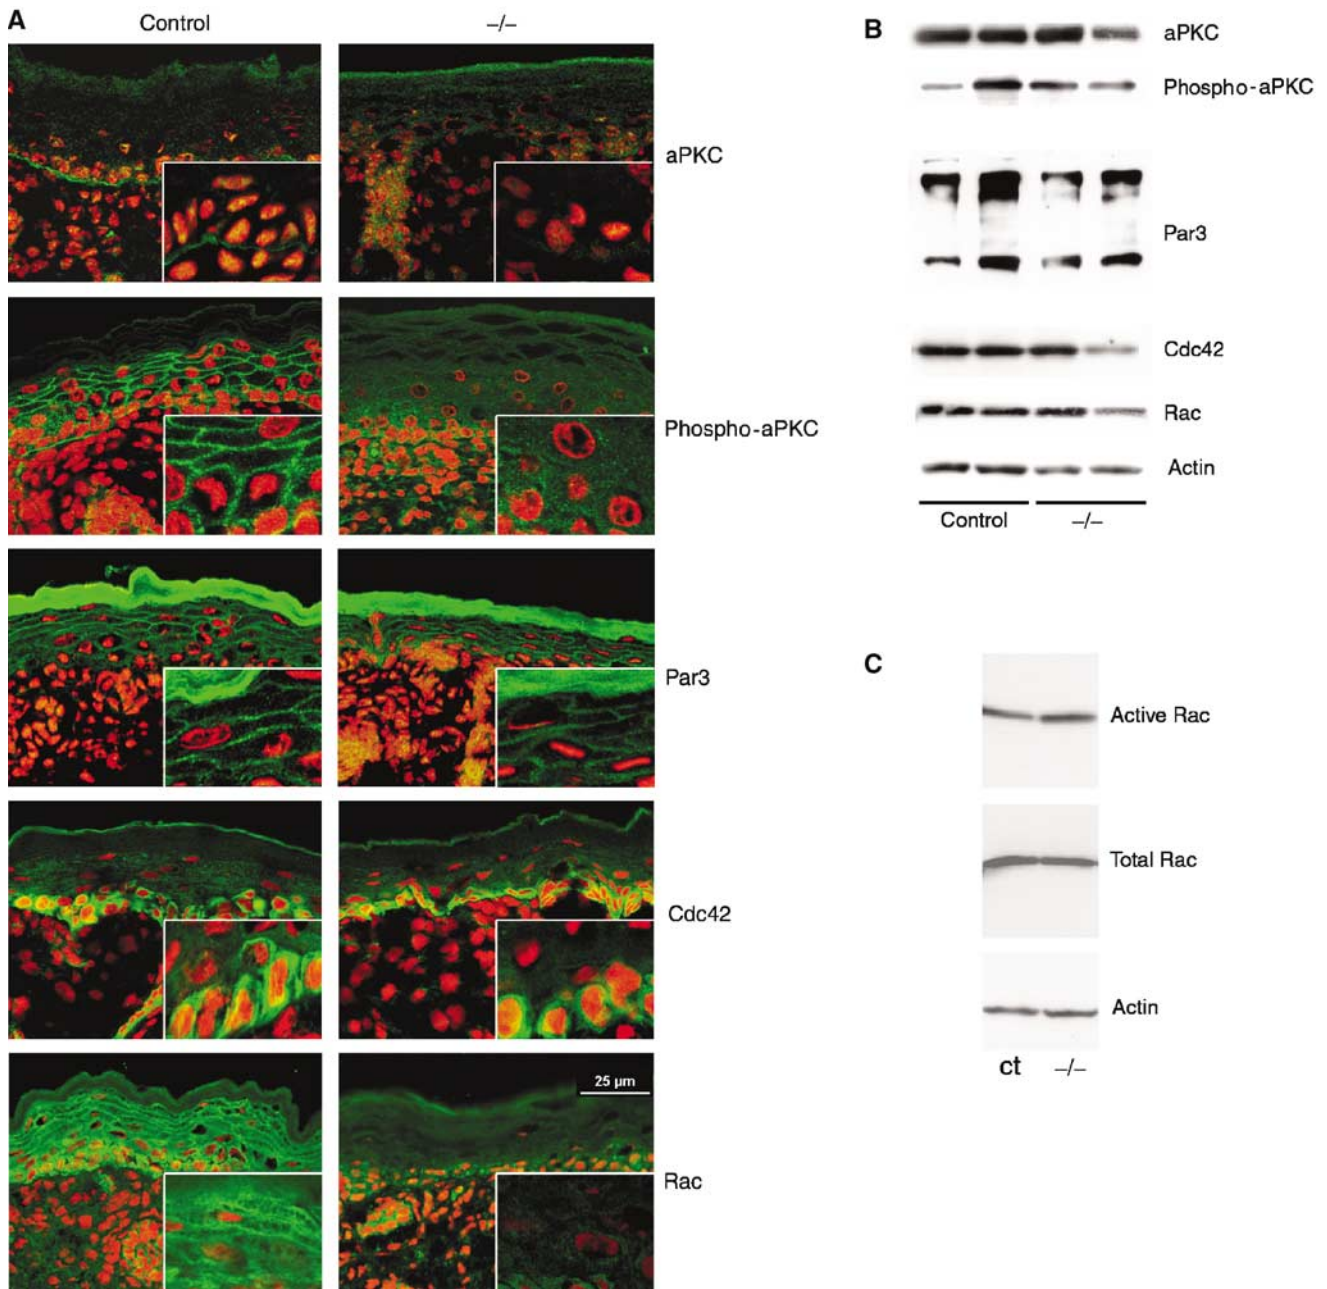 A
Control
–/–
aPKC
Phospho-aPKC
Par3
Cdc42
25 µm
Rac
B
aPKC
Phospho-aPKC
Par3
Cdc42
Rac
Actin
Control
–/–
C
Active Rac
Total Rac
Actin
ct
–/–